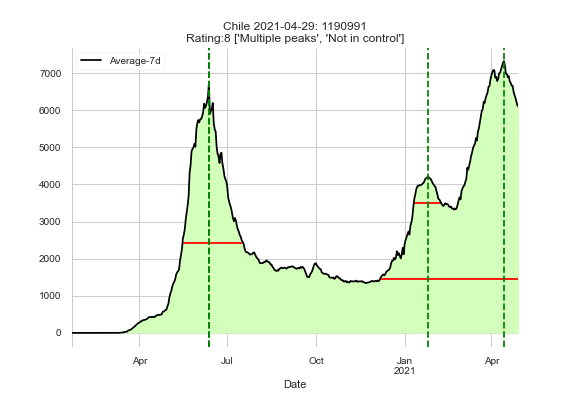 Chile 2021-04-29: 1190991
Rating:8 ['Multiple peaks', 'Not in control']
Average-7d
7000
6000
5000
4000
3000
2000
1000
0
Apr Jul Oct Jan Apr
2021
Date